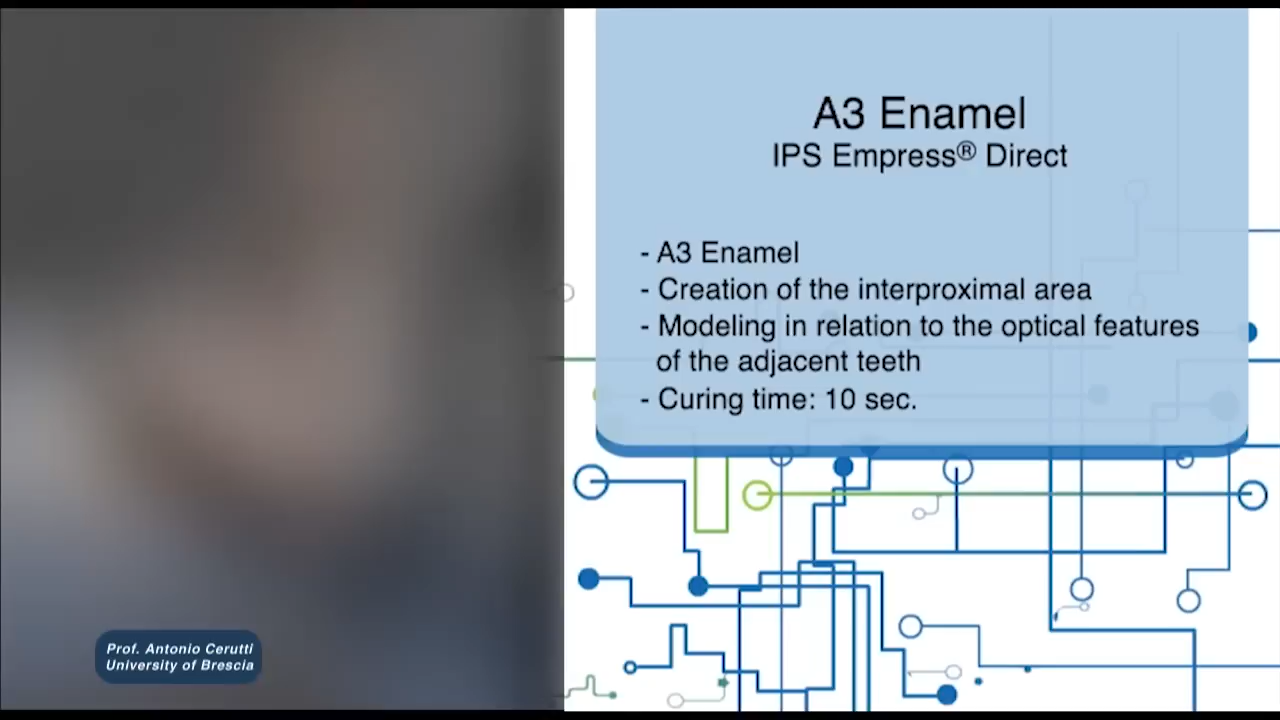 A3 Enamel
IPS Empress® Direct
- A3 Enamel
- Creation of the interproximal area
- Modeling in relation to the optical features
of the adjacent teeth
- Curing time: 10 sec.
Prof. Antonio Cerutti
University of Brescia